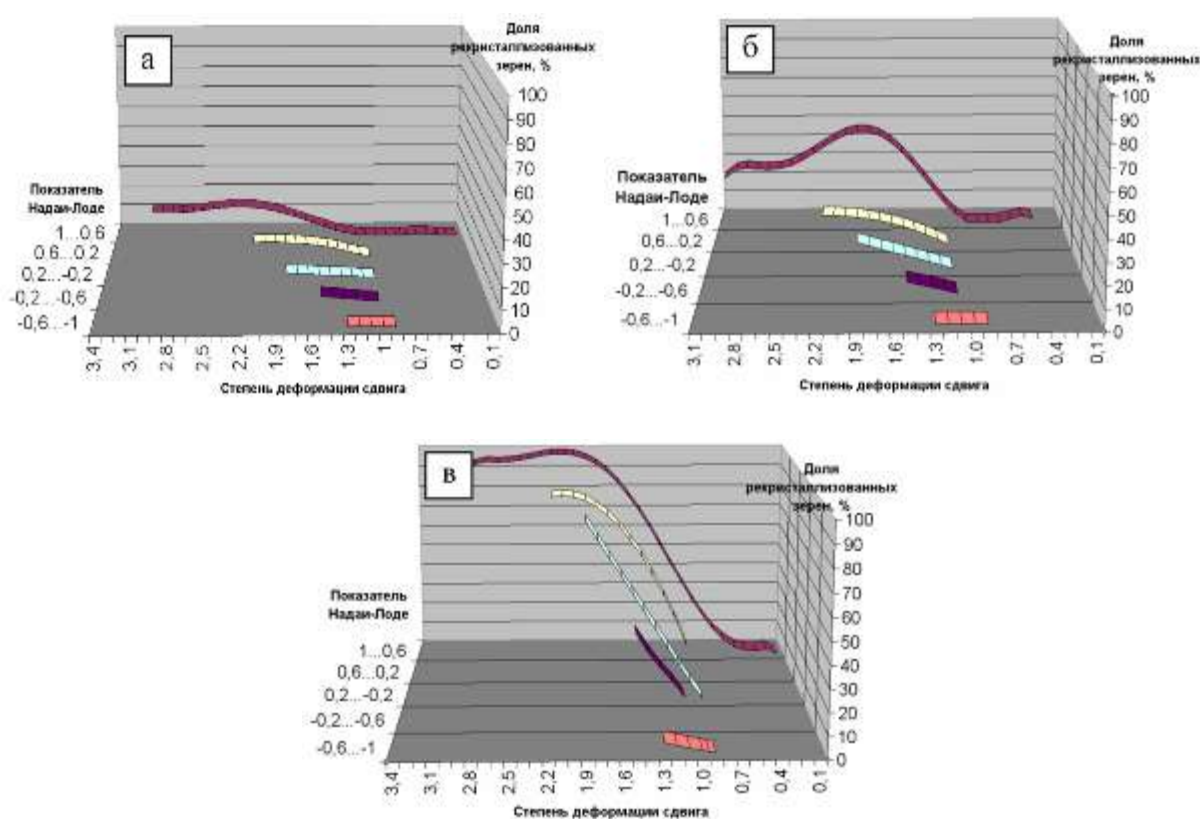 а
Доля
рекристаллизованных
зерен, %
100
90
80
70
60
50
40
30
20
10
0
Показатель
Надаи-Лоде
1...0,6
0,6...0,2
0,2...-0,2
-0,2...-0,6
-0,6...-1
3,4 3,1 2,8 2,5 2,2 1,9 1,6 1,3 1 0,7 0,4 0,1
Степень деформации сдвига
б
Доля
рекристаллизованных
зерен, %
100
90
80
70
60
50
40
30
20
10
0
Показатель
Надаи-Лоде
1...0,6
0,6...0,2
0,2...-0,2
-0,2...-0,6
-0,6...-1
3,1 2,8 2,5 2,2 1,9 1,6 1,3 1,0 0,7 0,4 0,1
Степень деформации сдвига
в
Доля
рекристаллизованных
зерен, %
100
90
80
70
60
50
40
30
20
10
0
Показатель
Надаи-Лоде
1...0,6
0,6...0,2
0,2...-0,2
-0,2...-0,6
-0,6...-1
3,4 3,1 2,8 2,5 2,2 1,9 1,6 1,3 1,0 0,7 0,4 0,1
Степень деформации сдвига